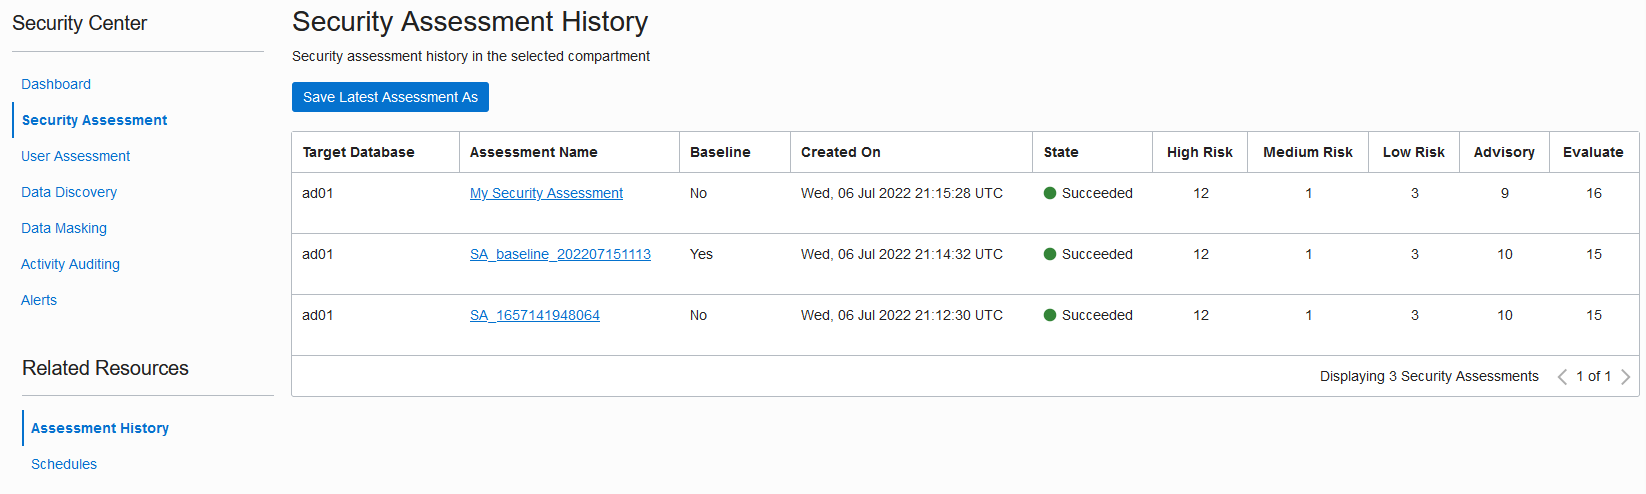 Security Center
Dashboard
Security Assessment
User Assessment
Data Discovery
Data Masking
Activity Auditing
Alerts
Related Resources
Assessment History
Schedules
Security Assessment History
Security assessment history in the selected compartment
Save Latest Assessment As
Target Database Assessment Name Baseline Created On State High Risk Medium Risk Low Risk Advisory Evaluate
ad01 My Security Assessment No Wed, 06 Jul 2022 21:15:28 UTC Succeeded 12 1 3 9 16
ad01 SA_baseline_202207151113 Yes Wed, 06 Jul 2022 21:14:32 UTC Succeeded 12 1 3 10 15
ad01 SA_1657141948064 No Wed, 06 Jul 2022 21:12:30 UTC Succeeded 12 1 3 10 15
Displaying 3 Security Assessments 1 of 1